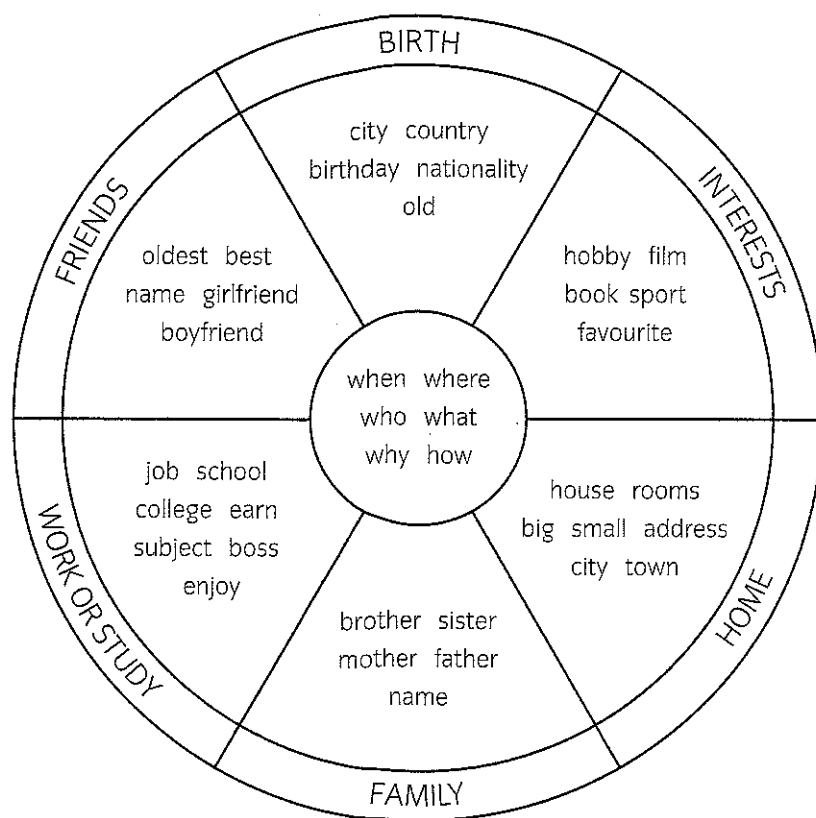 BIRTH
city country
birthday nationality
old
INTERESTS
hobby film
book sport
favourite
HOME
house rooms
big small address
city town
FAMILY
brother sister
mother father
name
WORK OR STUDY
job school
college earn
subject boss
enjoy
FRIENDS
oldest best
name girlfriend
boyfriend
when where
who what
why how